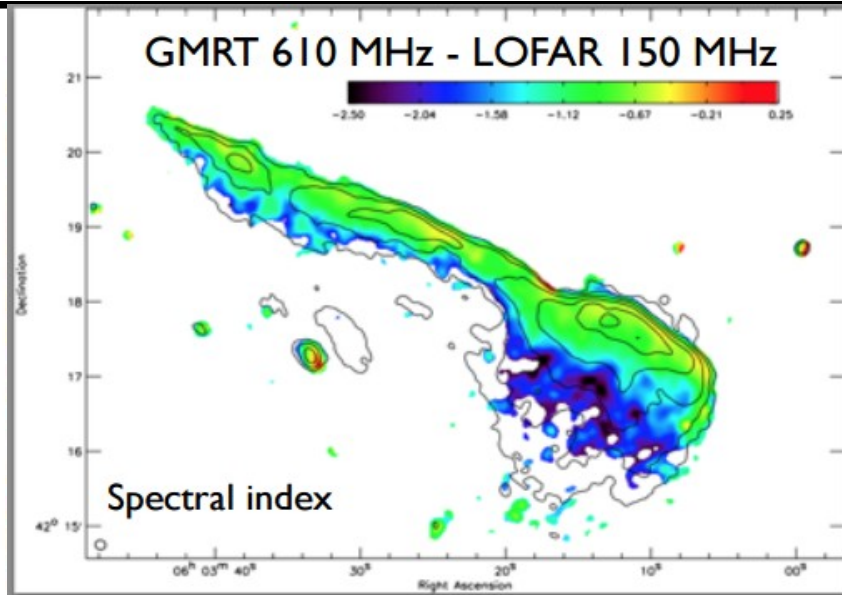 GMRT 610 MHz - LOFAR 150 MHz
-2.50 -2.04 -1.58 -1.12 -0.67 -0.21 0.25
21
20
19
18
17
16
42⁰ 15'
Declination
Spectral index
06ʰ 03ᵐ 40ˢ 30ˢ 20ˢ 10ˢ 00ˢ
Right Ascension